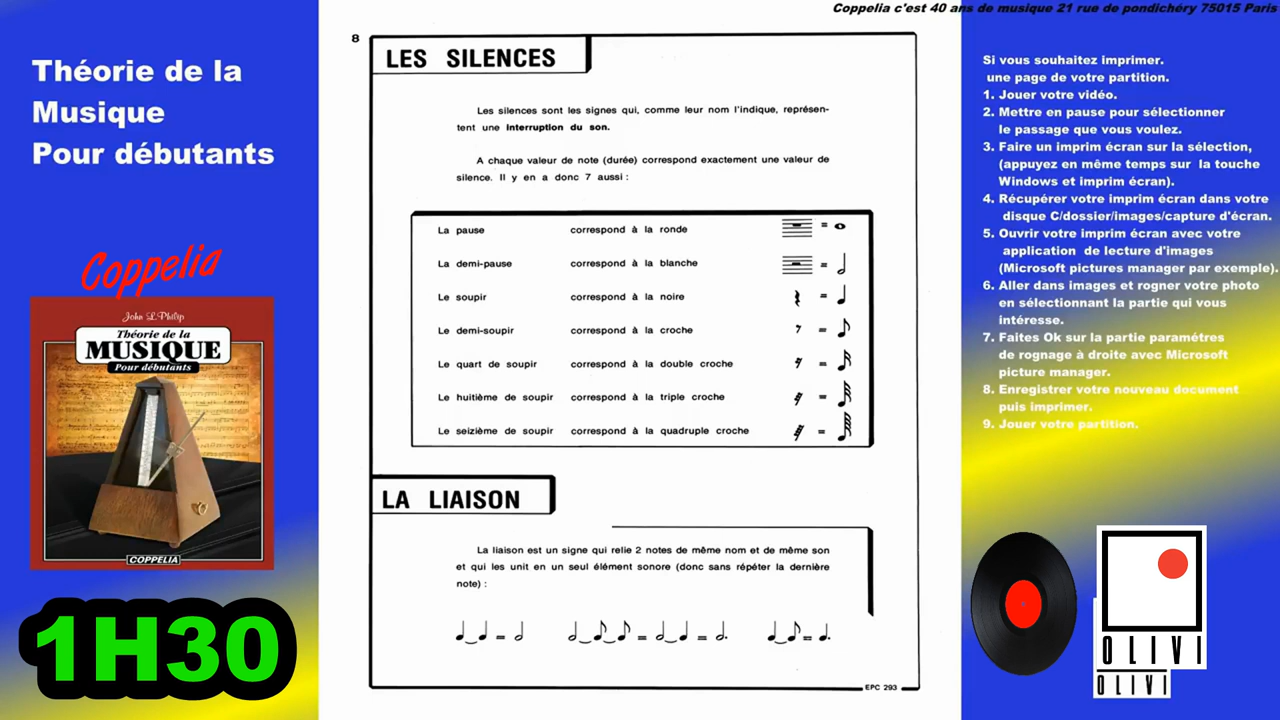 Coppelia c'est 40 ans de musique 21 rue de pondichéry 75015 Paris
Théorie de la
Musique
Pour débutants
Coppelia
John L. Philip
Théorie de la
MUSIQUE
Pour débutants
COPPELIA
1H30
8
LES SILENCES
Les silences sont les signes qui, comme leur nom l'indique, représen-
tent une interruption du son.
A chaque valeur de note (durée) correspond exactement une valeur de
silence. Il y en a donc 7 aussi :
La pause correspond à la ronde =
La demi-pause correspond à la blanche =
Le soupir correspond à la noire =
Le demi-soupir correspond à la croche =
Le quart de soupir correspond à la double croche =
Le huitième de soupir correspond à la triple croche =
Le seizième de soupir correspond à la quadruple croche =
LA LIAISON
La liaison est un signe qui relie 2 notes de même nom et de même son
et qui les unit en un seul élément sonore (donc sans répéter la dernière
note) :
= = = =
EPC 293
Si vous souhaitez imprimer.
une page de votre partition.
1. Jouer votre vidéo.
2. Mettre en pause pour sélectionner
le passage que vous voulez.
3. Faire un imprim écran sur la sélection,
(appuyez en même temps sur la touche
Windows et imprim écran).
4. Récupérer votre imprim écran dans votre
disque C/dossier/images/capture d'écran.
5. Ouvrir votre imprim écran avec votre
application de lecture d'images
(Microsoft pictures manager par exemple).
6. Aller dans images et rogner votre photo
en sélectionnant la partie qui vous
intéresse.
7. Faites Ok sur la partie paramétres
de rognage à droite avec Microsoft
picture manager.
8. Enregistrer votre nouveau document
puis imprimer.
9. Jouer votre partition.
OLIVI
OLIVI